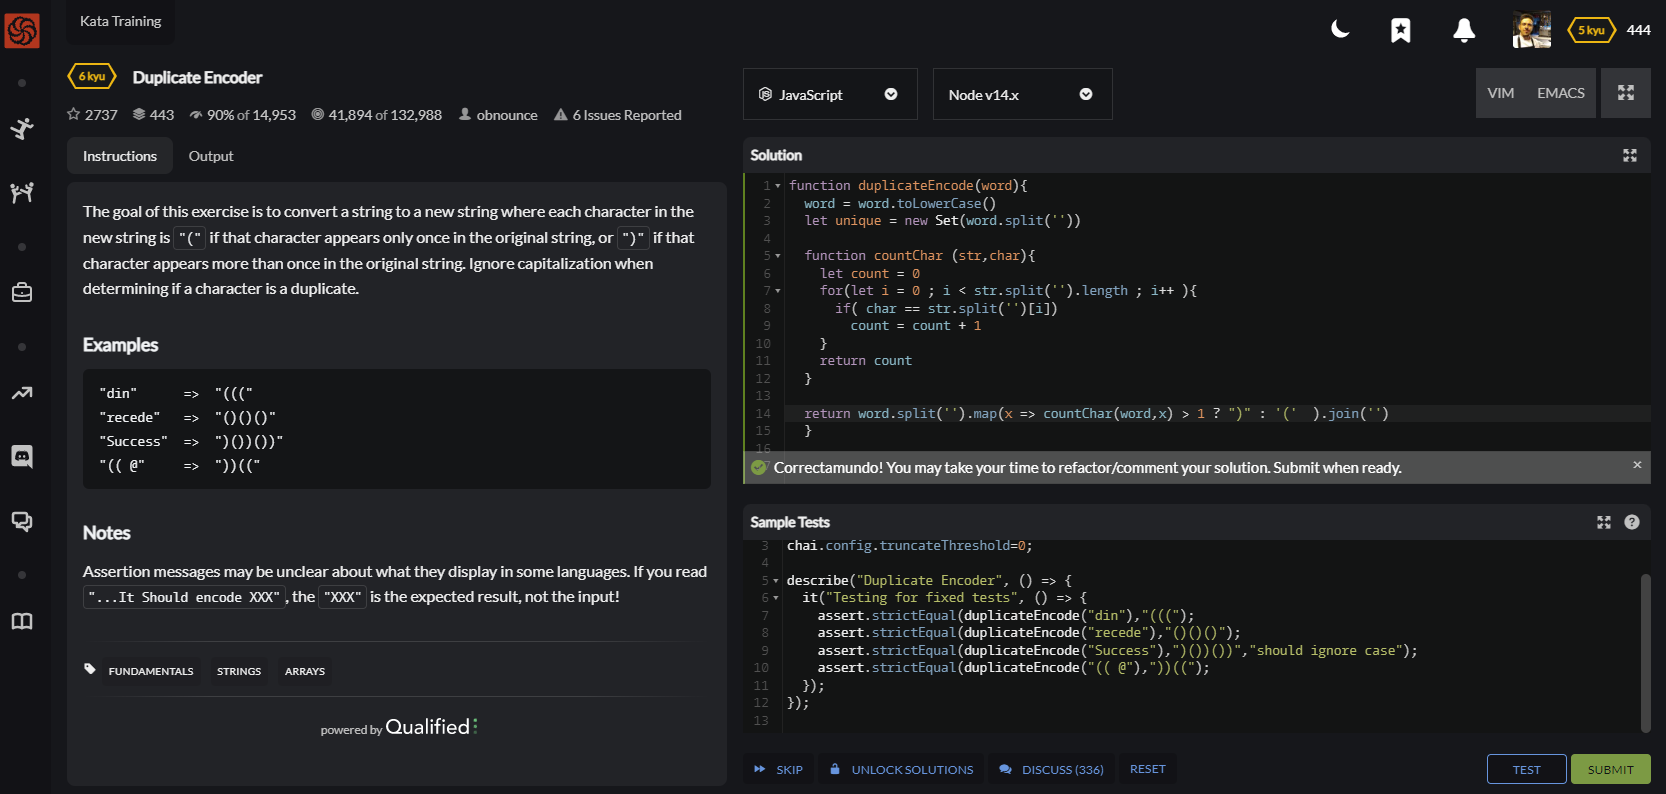 Kata Training
5 kyu 444
6 kyu Duplicate Encoder
2737 443 90% of 14,953 41,894 of 132,988 obnounce 6 Issues Reported
Instructions Output
The goal of this exercise is to convert a string to a new string where each character in the
new string is "(" if that character appears only once in the original string, or ")" if that
character appears more than once in the original string. Ignore capitalization when
determining if a character is a duplicate.
Examples
"din" => "((("
"recede" => "()()()"
"Success" => ")())())"
"(( @" => "))(("
Notes
Assertion messages may be unclear about what they display in some languages. If you read
"...It Should encode XXX", the "XXX" is the expected result, not the input!
FUNDAMENTALS STRINGS ARRAYS
powered by Qualified
JavaScript Node v14.x VIM EMACS
Solution
1 function duplicateEncode(word){
2 word = word.toLowerCase()
3 let unique = new Set(word.split(''))
4
5 function countChar (str,char){
6 let count = 0
7 for(let i = 0 ; i < str.split('').length ; i++ ){
8 if( char == str.split('')[i])
9 count = count + 1
10 }
11 return count
12 }
13
14 return word.split('').map(x => countChar(word,x) > 1 ? ")" : '(' ).join('')
15 }
16
Correctamundo! You may take your time to refactor/comment your solution. Submit when ready.
Sample Tests
3 chai.config.truncateThreshold=0;
4
5 describe("Duplicate Encoder", () => {
6 it("Testing for fixed tests", () => {
7 assert.strictEqual(duplicateEncode("din"),"(((");
8 assert.strictEqual(duplicateEncode("recede"),"()()()");
9 assert.strictEqual(duplicateEncode("Success"),")())())","should ignore case");
10 assert.strictEqual(duplicateEncode("(( @"),"))((");
11 });
12 });
13
SKIP UNLOCK SOLUTIONS DISCUSS (336) RESET TEST SUBMIT